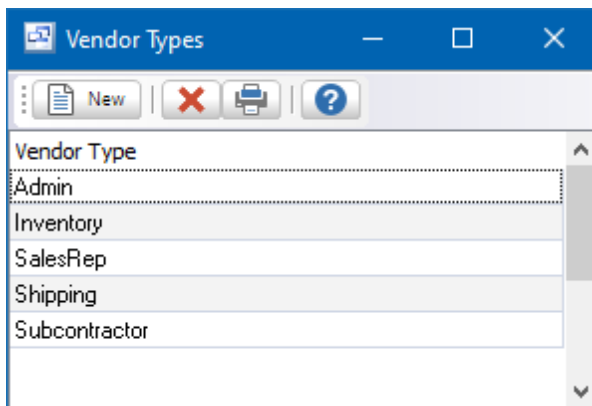 Vendor Types
New
?
Vendor Type
Admin
Inventory
SalesRep
Shipping
Subcontractor